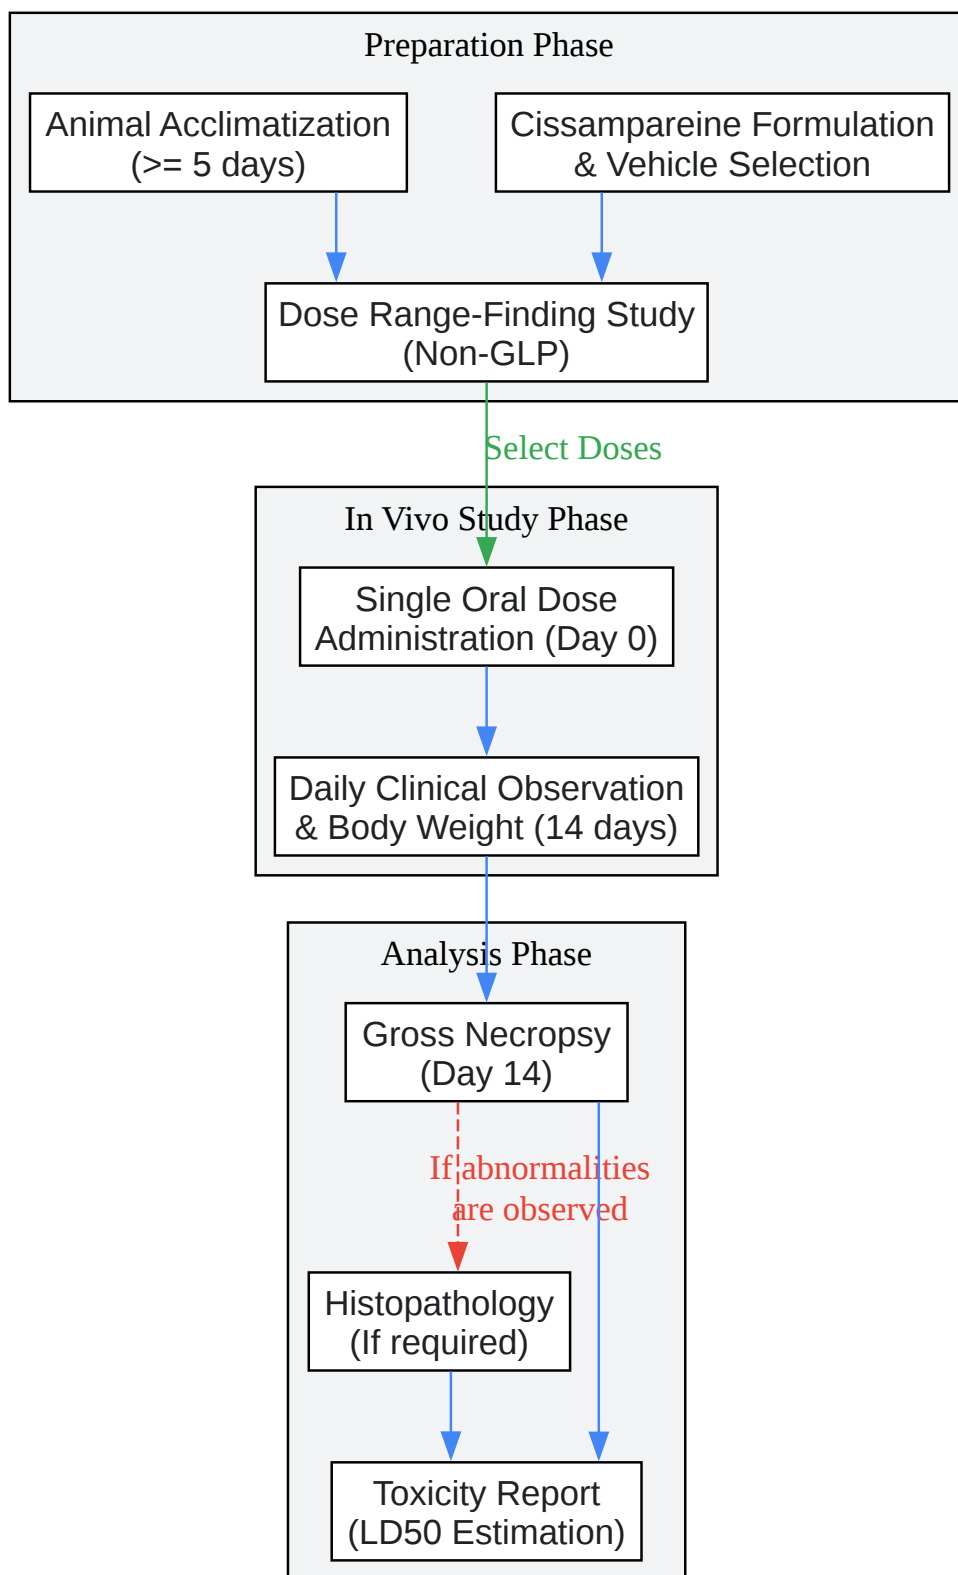 Preparation Phase
Animal Acclimatization
(>= 5 days)
Cissampareine Formulation
& Vehicle Selection
Dose Range-Finding Study
(Non-GLP)
Select Doses
In Vivo Study Phase
Single Oral Dose
Administration (Day 0)
Daily Clinical Observation
& Body Weight (14 days)
Analysis Phase
Gross Necropsy
(Day 14)
If abnormalities
are observed
Histopathology
(If required)
Toxicity Report
(LD50 Estimation)